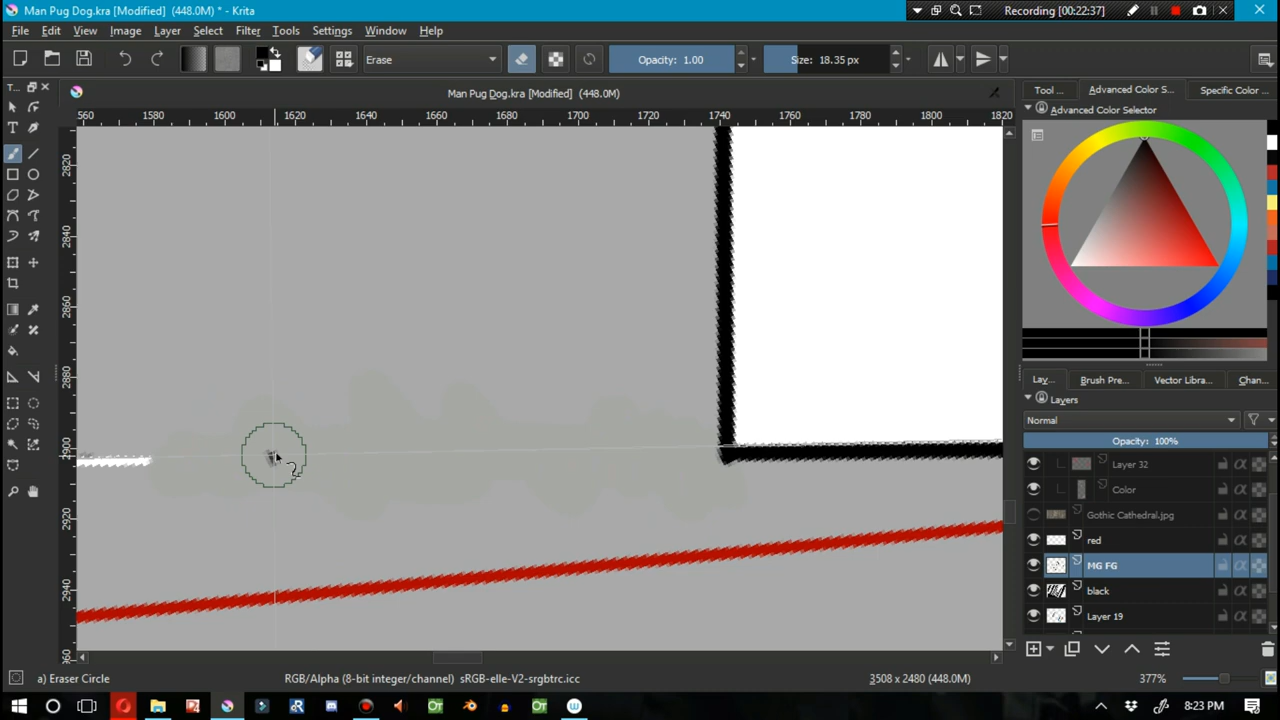 Man Pug Dog.kra [Modified] (448.0M) * - Krita
Recording [00:22:37]
File Edit View Image Layer Select Filter Tools Settings Window Help
Erase
Opacity: 1.00
Size: 18.35 px
T...
Man Pug Dog.kra [Modified] (448.0M)
Tool ...
Advanced Color S...
Specific Color ...
Advanced Color Selector
560 1580 1600 1620 1640 1660 1680 1700 1720 1740 1760 1780 1800 1820
2820
2840
2860
2880
2900
2920
2940
Lay...
Brush Pre...
Vector Libra...
Chan...
Layers
Normal
Opacity: 100%
Layer 32
Color
Gothic Cathedral.jpg
red
MG FG
black
Layer 19
a) Eraser Circle
RGB/Alpha (8-bit integer/channel) sRGB-elle-V2-srgbtrc.icc
3508 x 2480 (448.0M)
377%
8:23 PM